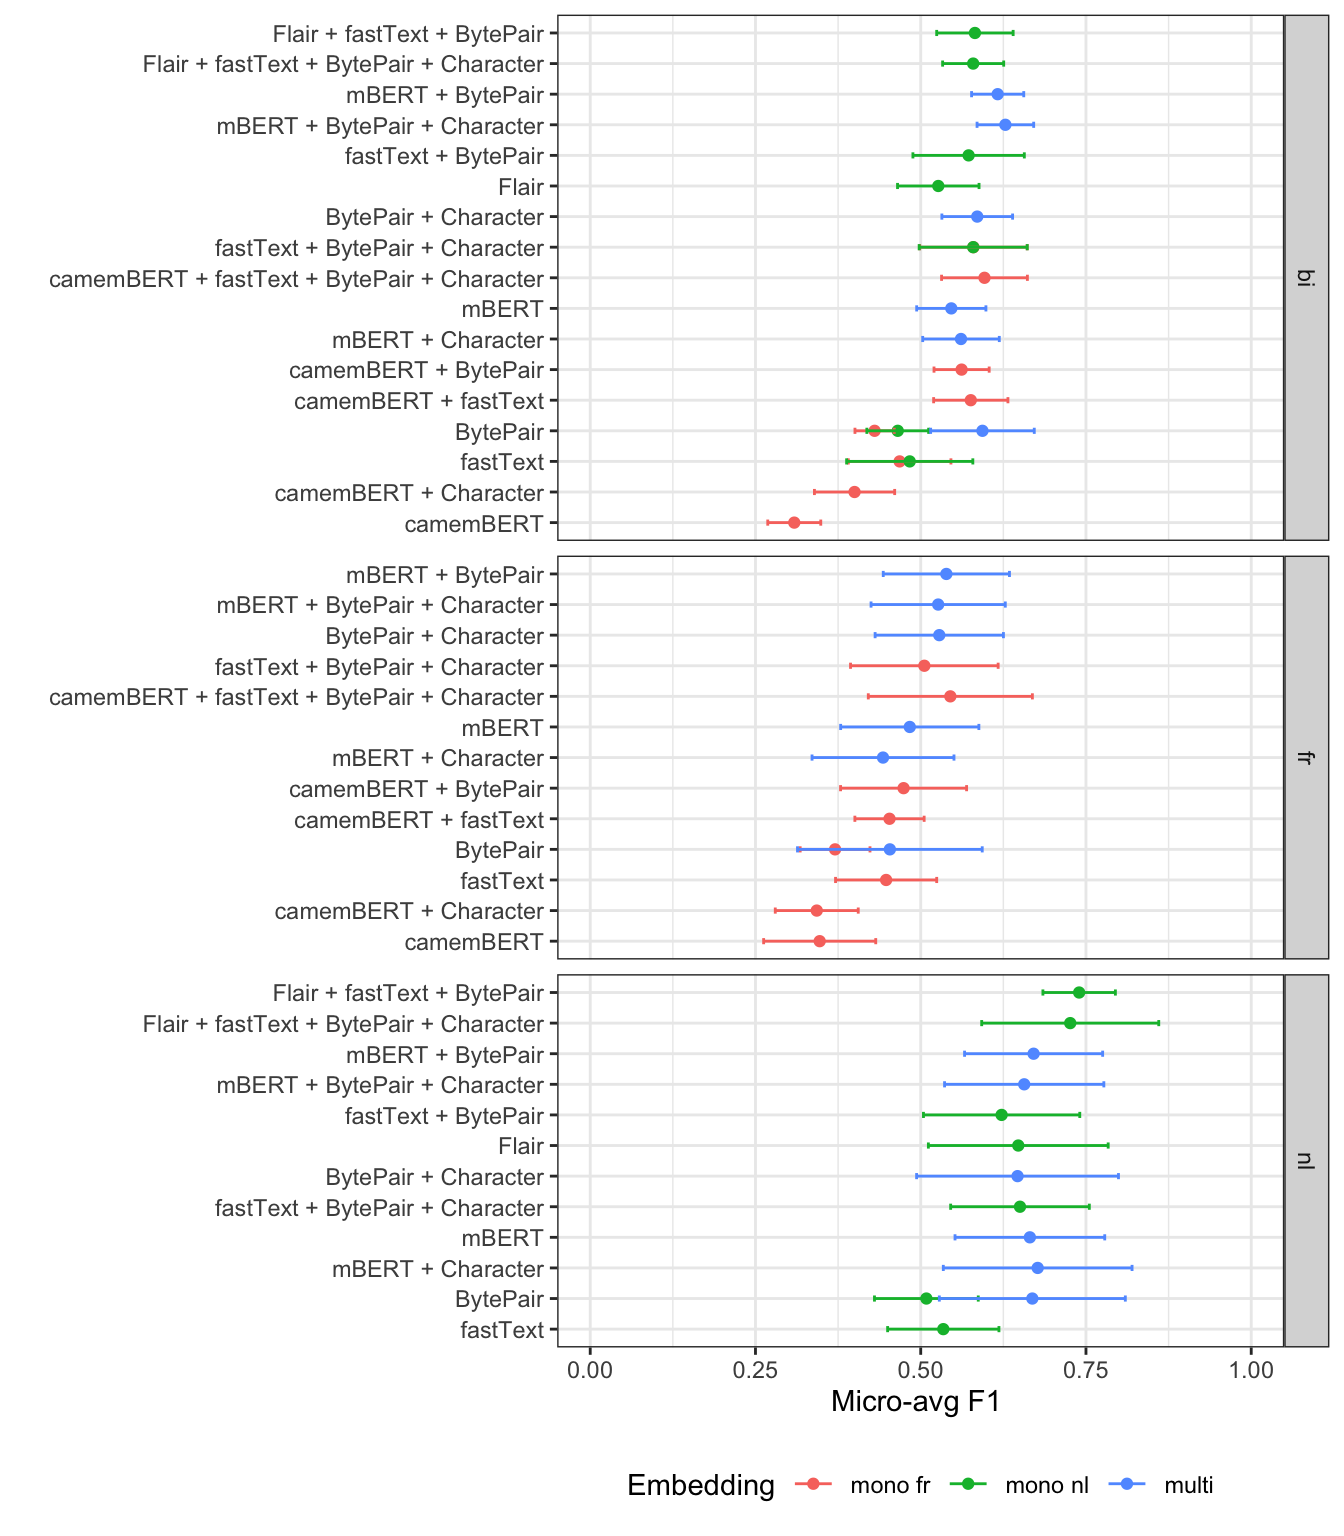 Flair + fastText + BytePair
Flair + fastText + BytePair + Character
mBERT + BytePair
mBERT + BytePair + Character
fastText + BytePair
Flair
BytePair + Character
fastText + BytePair + Character
camemBERT + fastText + BytePair + Character
mBERT
mBERT + Character
camemBERT + BytePair
camemBERT + fastText
BytePair
fastText
camemBERT + Character
camemBERT
bi
mBERT + BytePair
mBERT + BytePair + Character
BytePair + Character
fastText + BytePair + Character
camemBERT + fastText + BytePair + Character
mBERT
mBERT + Character
camemBERT + BytePair
camemBERT + fastText
BytePair
fastText
camemBERT + Character
camemBERT
fr
Flair + fastText + BytePair
Flair + fastText + BytePair + Character
mBERT + BytePair
mBERT + BytePair + Character
fastText + BytePair
Flair
BytePair + Character
fastText + BytePair + Character
mBERT
mBERT + Character
BytePair
fastText
nl
0.00 0.25 0.50 0.75 1.00
Micro-avg F1
Embedding mono fr mono nl multi